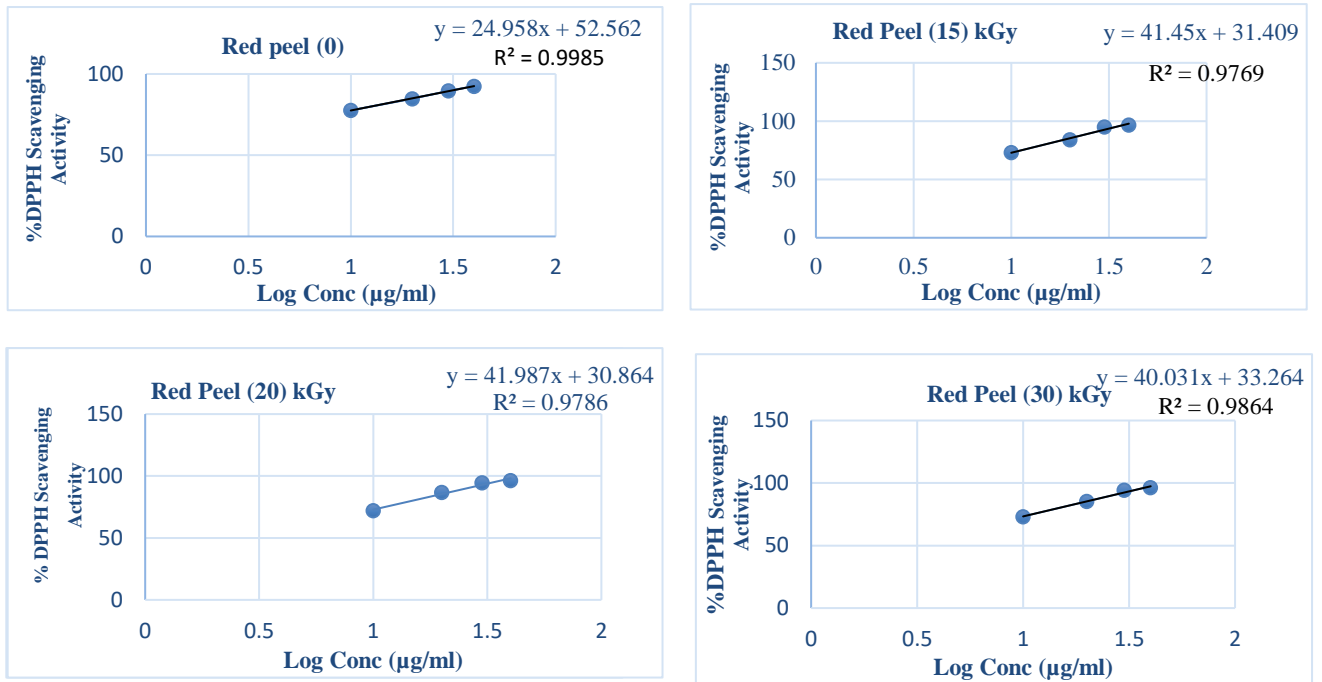 Red peel (0)
y = 24.958x + 52.562
R² = 0.9985
%DPPH Scavenging
Activity
100
50
0
0 0.5 1 1.5 2
Log Conc (µg/ml)
Red Peel (15) kGy
y = 41.45x + 31.409
R² = 0.9769
%DPPH Scavenging
Activity
150
100
50
0
0 0.5 1 1.5 2
Log Conc (µg/ml)
Red Peel (20) kGy
y = 41.987x + 30.864
R² = 0.9786
% DPPH Scavenging
Activity
150
100
50
0
0 0.5 1 1.5 2
Log Conc (µg/ml)
Red Peel (30) kGy
y = 40.031x + 33.264
R² = 0.9864
%DPPH Scavenging
Activity
150
100
50
0
0 0.5 1 1.5 2
Log Conc (µg/ml)